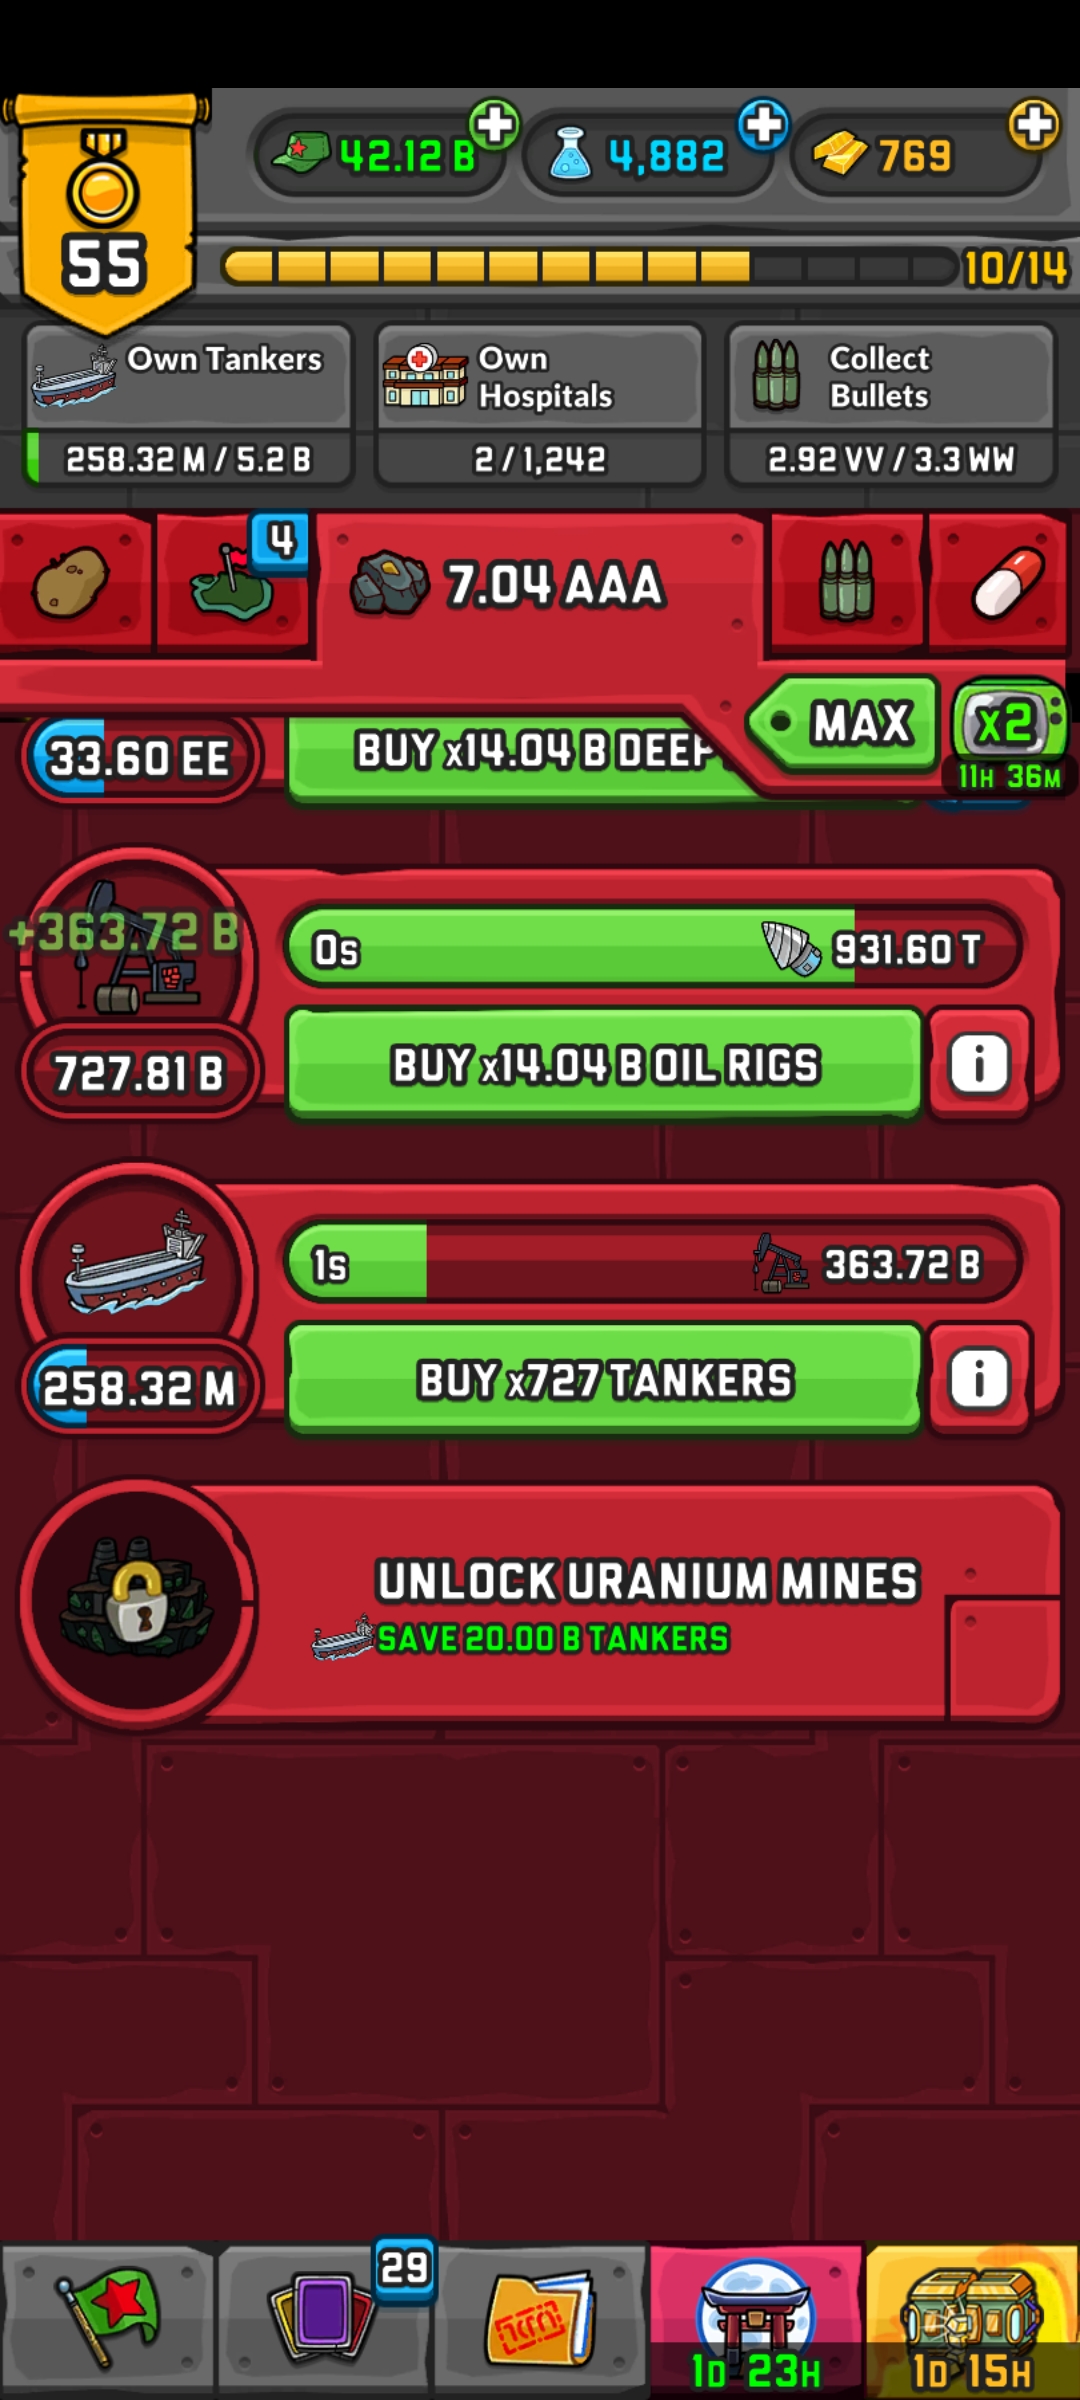 42.12 B
4,882
769
55
10/14
Own Tankers
258.32 M / 5.2 B
Own
Hospitals
2 / 1,242
Collect
Bullets
2.92 VV / 3.3 WW
4
7.04 AAA
MAX
x2
11H 36M
33.60 EE
BUY x14.04 B DEEP
+363.72 B
0s
931.60 T
727.81 B
BUY x14.04 B OIL RIGS
i
1s
363.72 B
258.32 M
BUY x727 TANKERS
i
UNLOCK URANIUM MINES
SAVE 20.00 B TANKERS
29
1D 23H
1D 15H